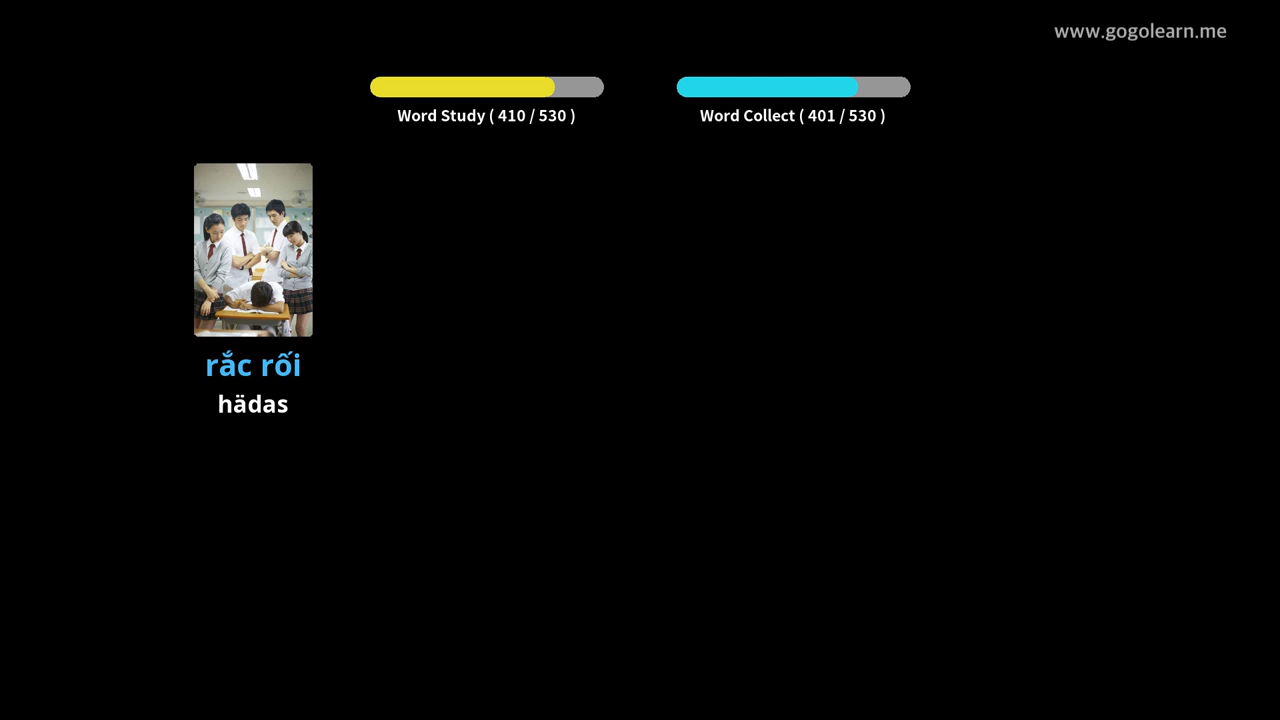 www.gogolearn.me
Word Study ( 410 / 530 )
Word Collect ( 401 / 530 )
rắc rối
hädas